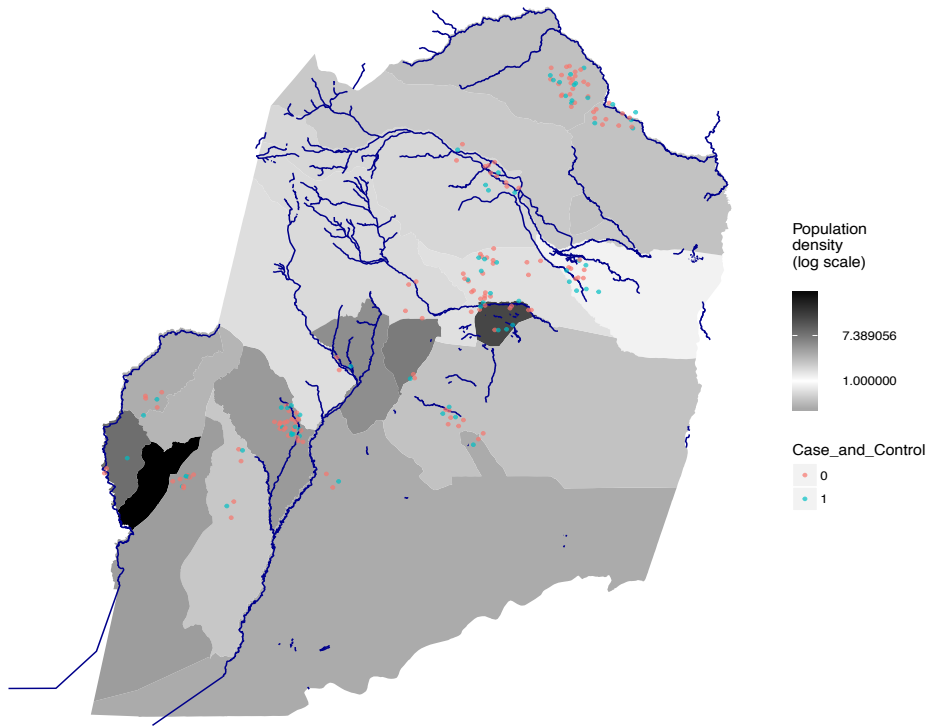 Population
density
(log scale)
7.389056
1.000000
Case_and_Control
0
1